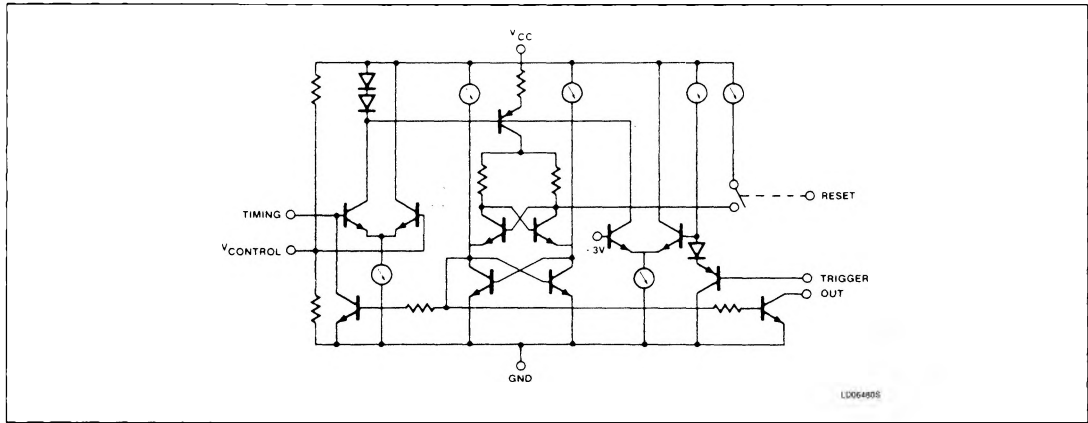 VCC
RESET
TIMING
VCONTROL
3V
TRIGGER
OUT
GND
LD06480S